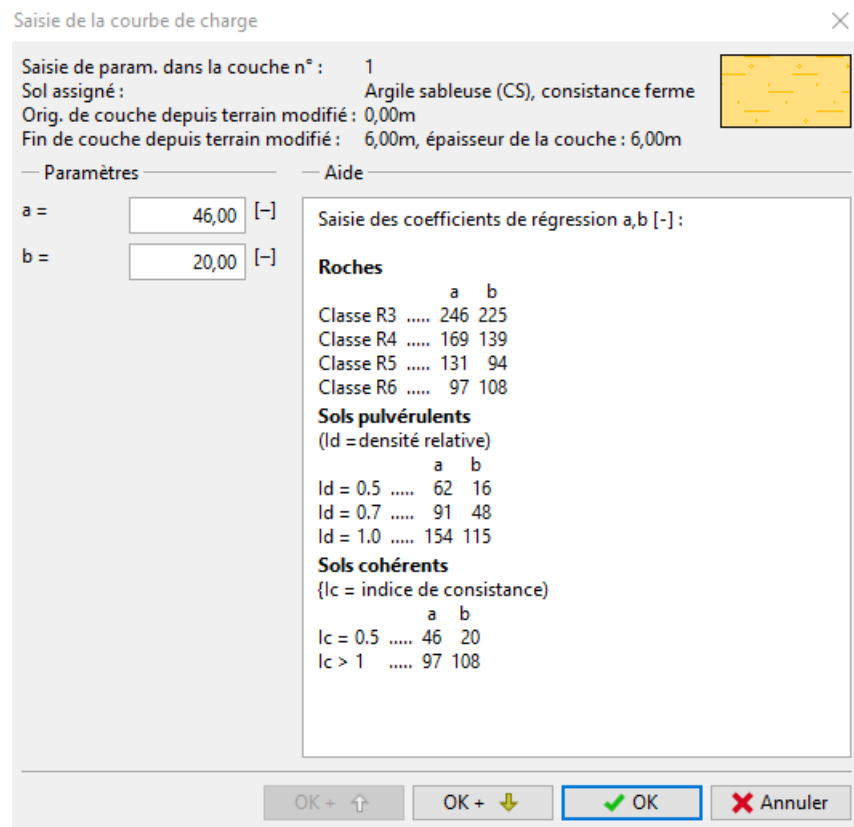 Saisie de la courbe de charge
Saisie de param. dans la couche n° : 1
Sol assigné : Argile sableuse (CS), consistance ferme
Orig. de couche depuis terrain modifié : 0,00m
Fin de couche depuis terrain modifié : 6,00m, épaisseur de la couche : 6,00m
Paramètres
a = 46,00 [–]
b = 20,00 [–]
Aide
Saisie des coefficients de régression a,b [-] :
Roches
a b
Classe R3 ..... 246 225
Classe R4 ..... 169 139
Classe R5 ..... 131 94
Classe R6 ..... 97 108
Sols pulvérulents
(Id =densité relative)
a b
Id = 0.5 ..... 62 16
Id = 0.7 ..... 91 48
Id = 1.0 ..... 154 115
Sols cohérents
{Ic = indice de consistance)
a b
Ic = 0.5 ..... 46 20
Ic > 1 ..... 97 108
OK +
OK +
OK
Annuler